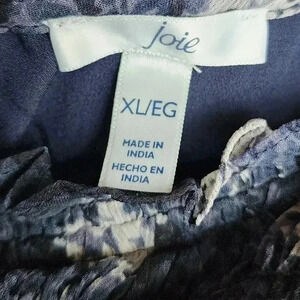 joie
XL/EG
MADE IN
INDIA
HECHO EN
INDIA